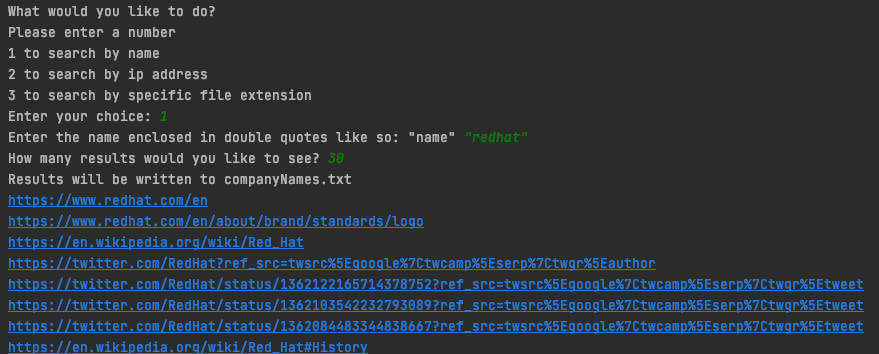 What would you like to do?
Please enter a number
1 to search by name
2 to search by ip address
3 to search by specific file extension
Enter your choice: 1
Enter the name enclosed in double quotes like so: "name" "redhat"
How many results would you like to see? 30
Results will be written to companyNames.txt
https://www.redhat.com/en
https://www.redhat.com/en/about/brand/standards/logo
https://en.wikipedia.org/wiki/Red_Hat
https://twitter.com/RedHat?ref_src=twsrc%5Egoogle%7Ctwcamp%5Eserp%7Ctwgr%5Eauthor
https://twitter.com/RedHat/status/1362122165714378752?ref_src=twsrc%5Egoogle%7Ctwcamp%5Eserp%7Ctwgr%5Etweet
https://twitter.com/RedHat/status/1362103542232793089?ref_src=twsrc%5Egoogle%7Ctwcamp%5Eserp%7Ctwgr%5Etweet
https://twitter.com/RedHat/status/1362084483344838667?ref_src=twsrc%5Egoogle%7Ctwcamp%5Eserp%7Ctwgr%5Etweet
https://en.wikipedia.org/wiki/Red_Hat#History